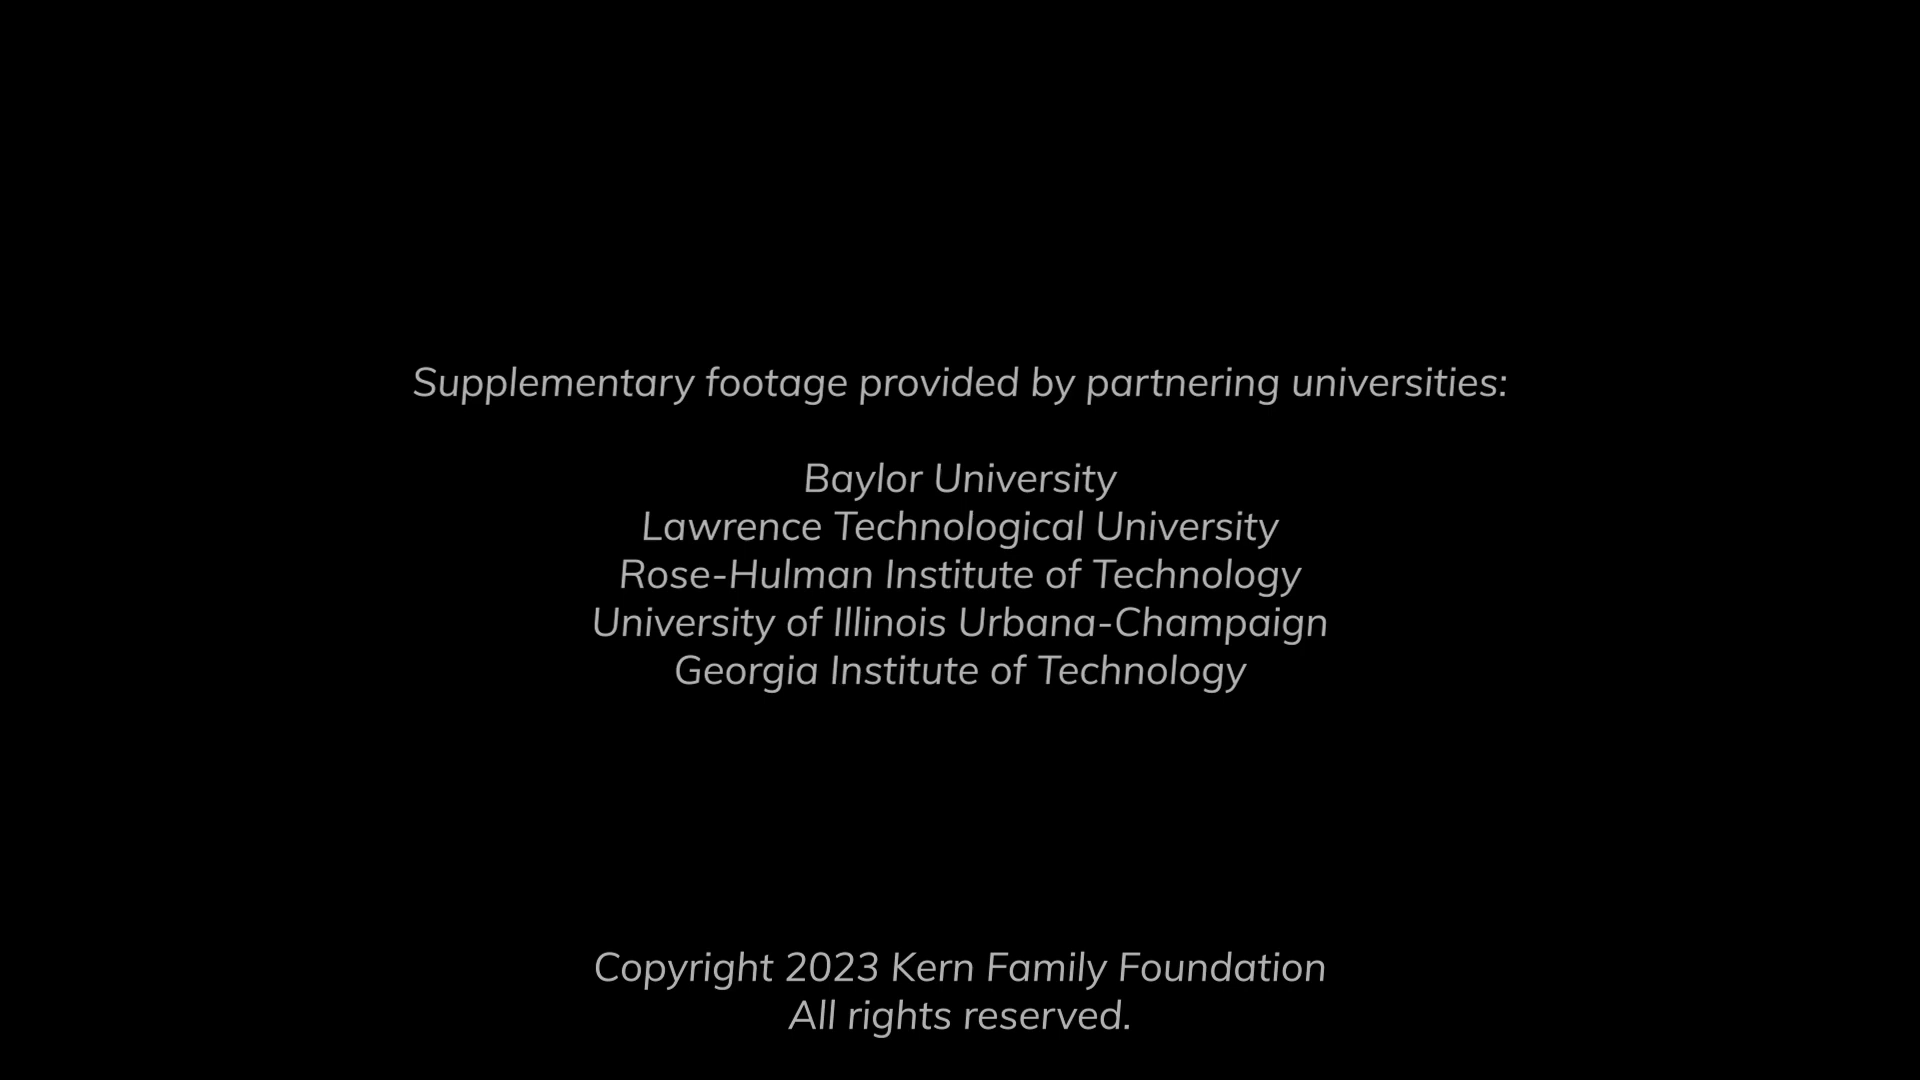 Supplementary footage provided by partnering universities:
Baylor University
Lawrence Technological University
Rose-Hulman Institute of Technology
University of Illinois Urbana-Champaign
Georgia Institute of Technology
Copyright 2023 Kern Family Foundation
All rights reserved.